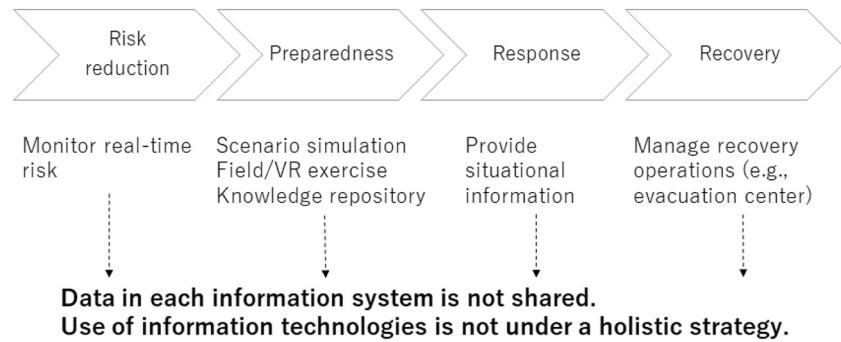 Risk
reduction
Preparedness
Response
Recovery
Monitor real-time
risk
Scenario simulation
Field/VR exercise
Knowledge repository
Provide
situational
information
Manage recovery
operations (e.g.,
evacuation center)
Data in each information system is not shared.
Use of information technologies is not under a holistic strategy.